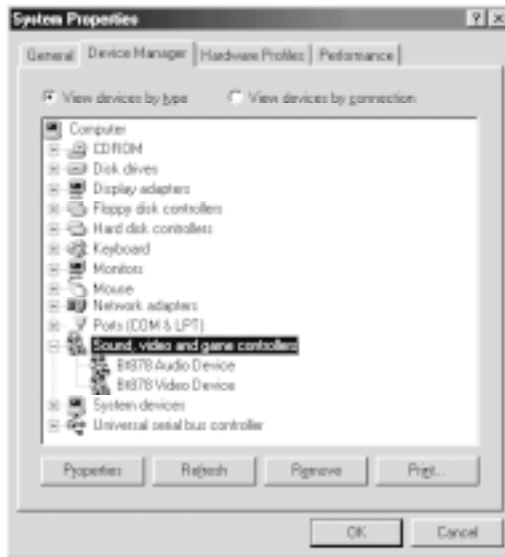 System Properties
General
Device Manager
Hardware Profiles
Performance
View devices by type
View devices by connection
Computer
CDROM
Disk drives
Display adapters
Floppy disk controllers
Hard disk controllers
Keyboard
Monitors
Mouse
Network adapters
Ports (COM & LPT)
Sound, video and game controllers
Bt878 Audio Device
Bt878 Video Device
System devices
Universal serial bus controller
Properties
Refresh
Remove
Print...
OK
Cancel